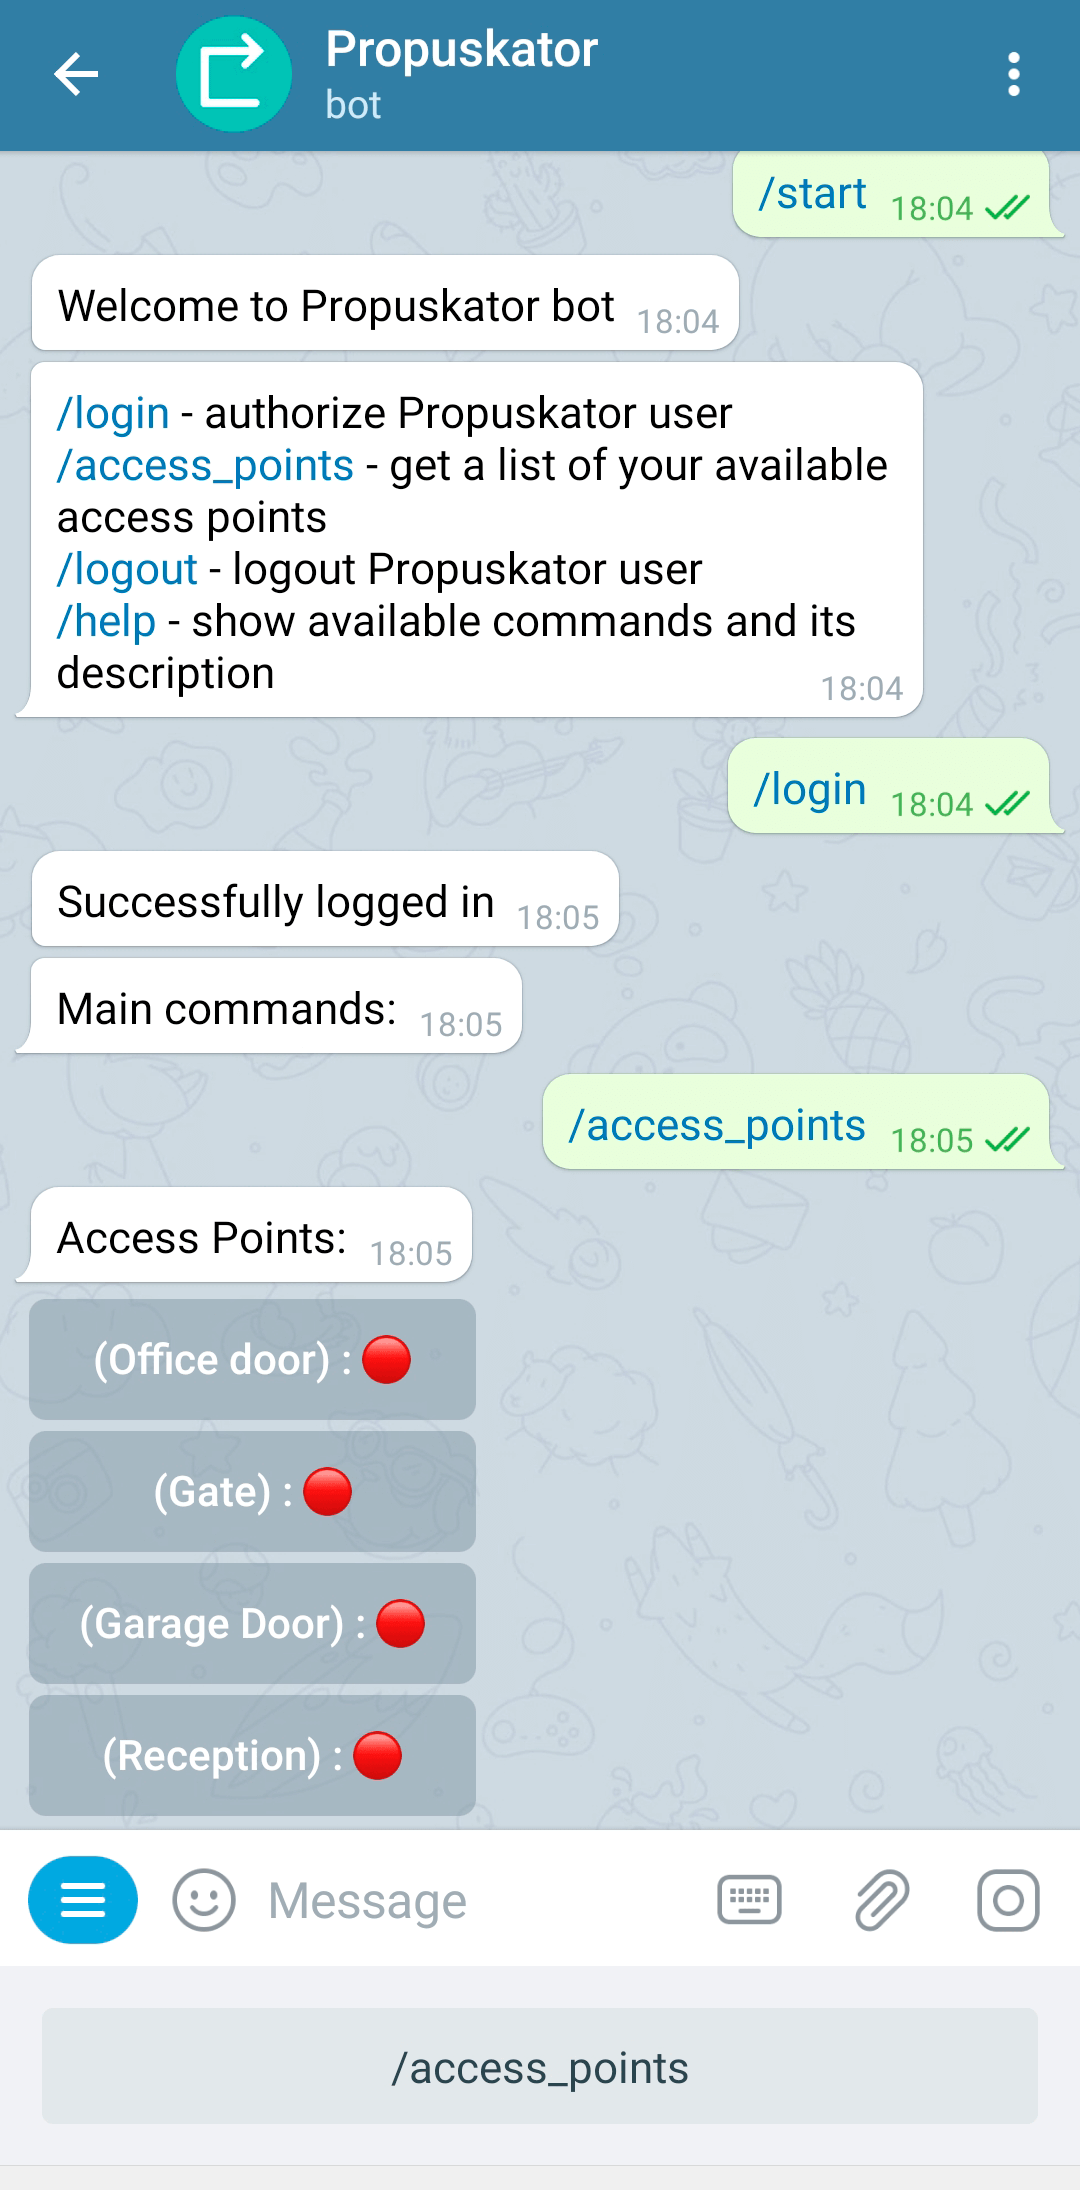 Propuskator
bot
/start 18:04
Welcome to Propuskator bot 18:04
/login - authorize Propuskator user
/access_points - get a list of your available
access points
/logout - logout Propuskator user
/help - show available commands and its
description 18:04
/login 18:04
Successfully logged in 18:05
Main commands: 18:05
/access_points 18:05
Access Points: 18:05
(Office door) : 🔴
(Gate) : 🔴
(Garage Door) : 🔴
(Reception) : 🔴
Message
/access_points